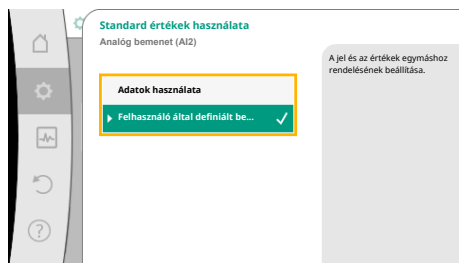 Standard értékek használata
Analóg bemenet (AI2)
A jel és az értékek egymáshoz
rendelésének beállítása.
Adatok használata
Felhasználó által definiált be...